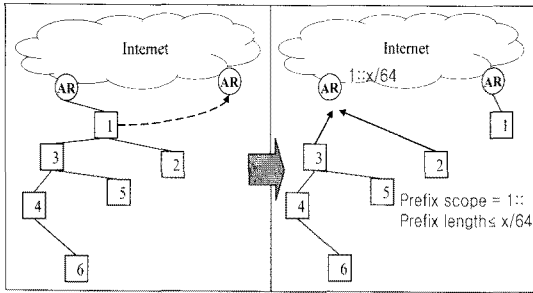 Internet
AR
AR
1
3
2
5
4
6
Internet
AR
1::x/64
AR
1
3
2
5
4
6
Prefix scope = 1::
Prefix length≤ x/64